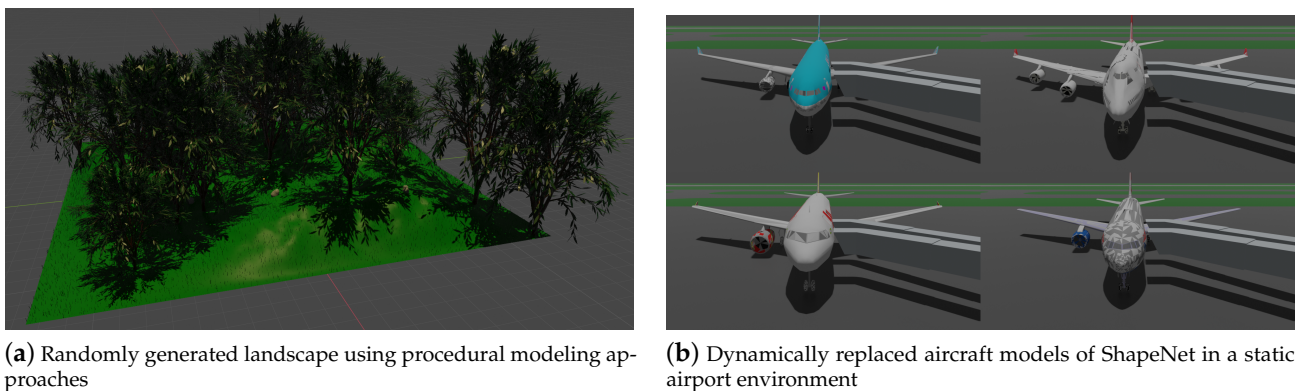 (a) Randomly generated landscape using procedural modeling ap-
proaches
(b) Dynamically replaced aircraft models of ShapeNet in a static
airport environment